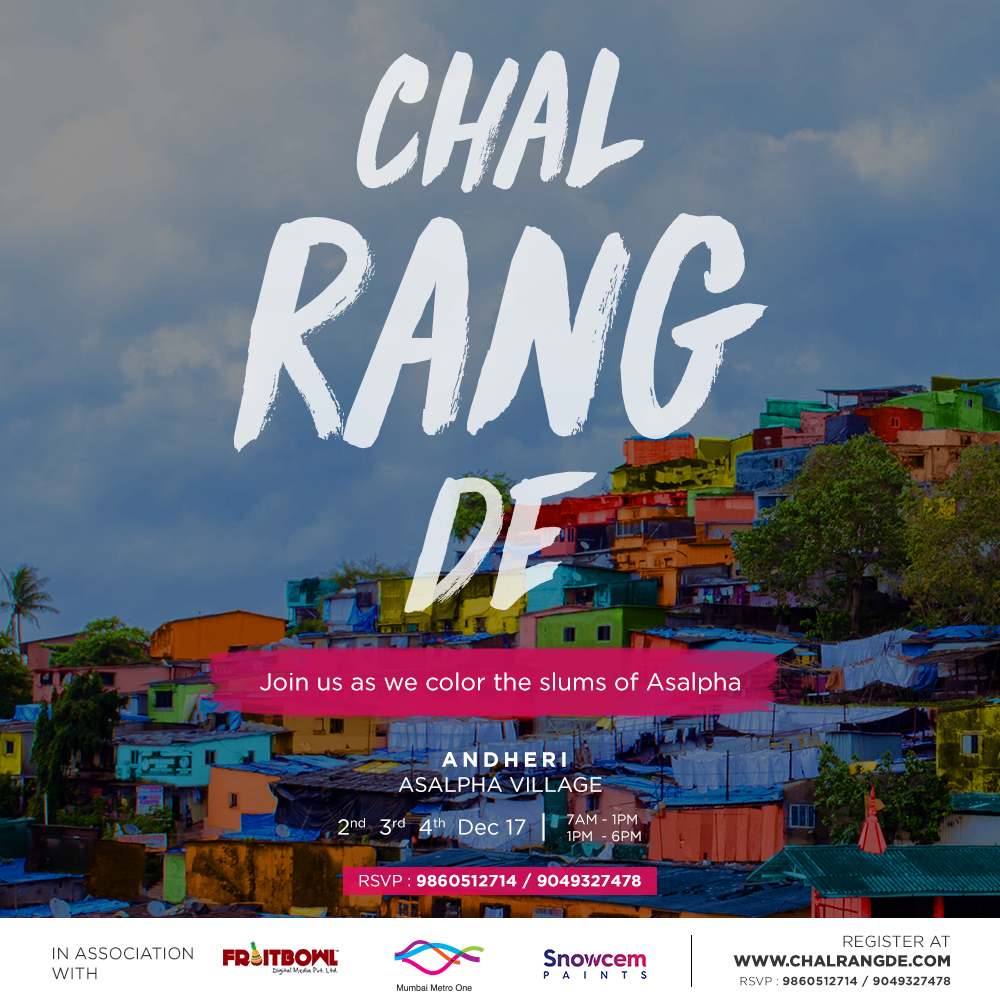 CHAL
RANG
DE
Join us as we color the slums of Asalpha
ANDHERI
ASALPHA VILLAGE
2nd 3rd 4th Dec 17 | 7AM - 1PM
1PM - 6PM
RSVP : 9860512714 / 9049327478
IN ASSOCIATION
WITH
FRUITBOWL
Digital Media Pvt. Ltd.
Mumbai Metro One
Snowcem
PAINTS
REGISTER AT
WWW.CHALRANGDE.COM
RSVP : 9860512714 / 9049327478